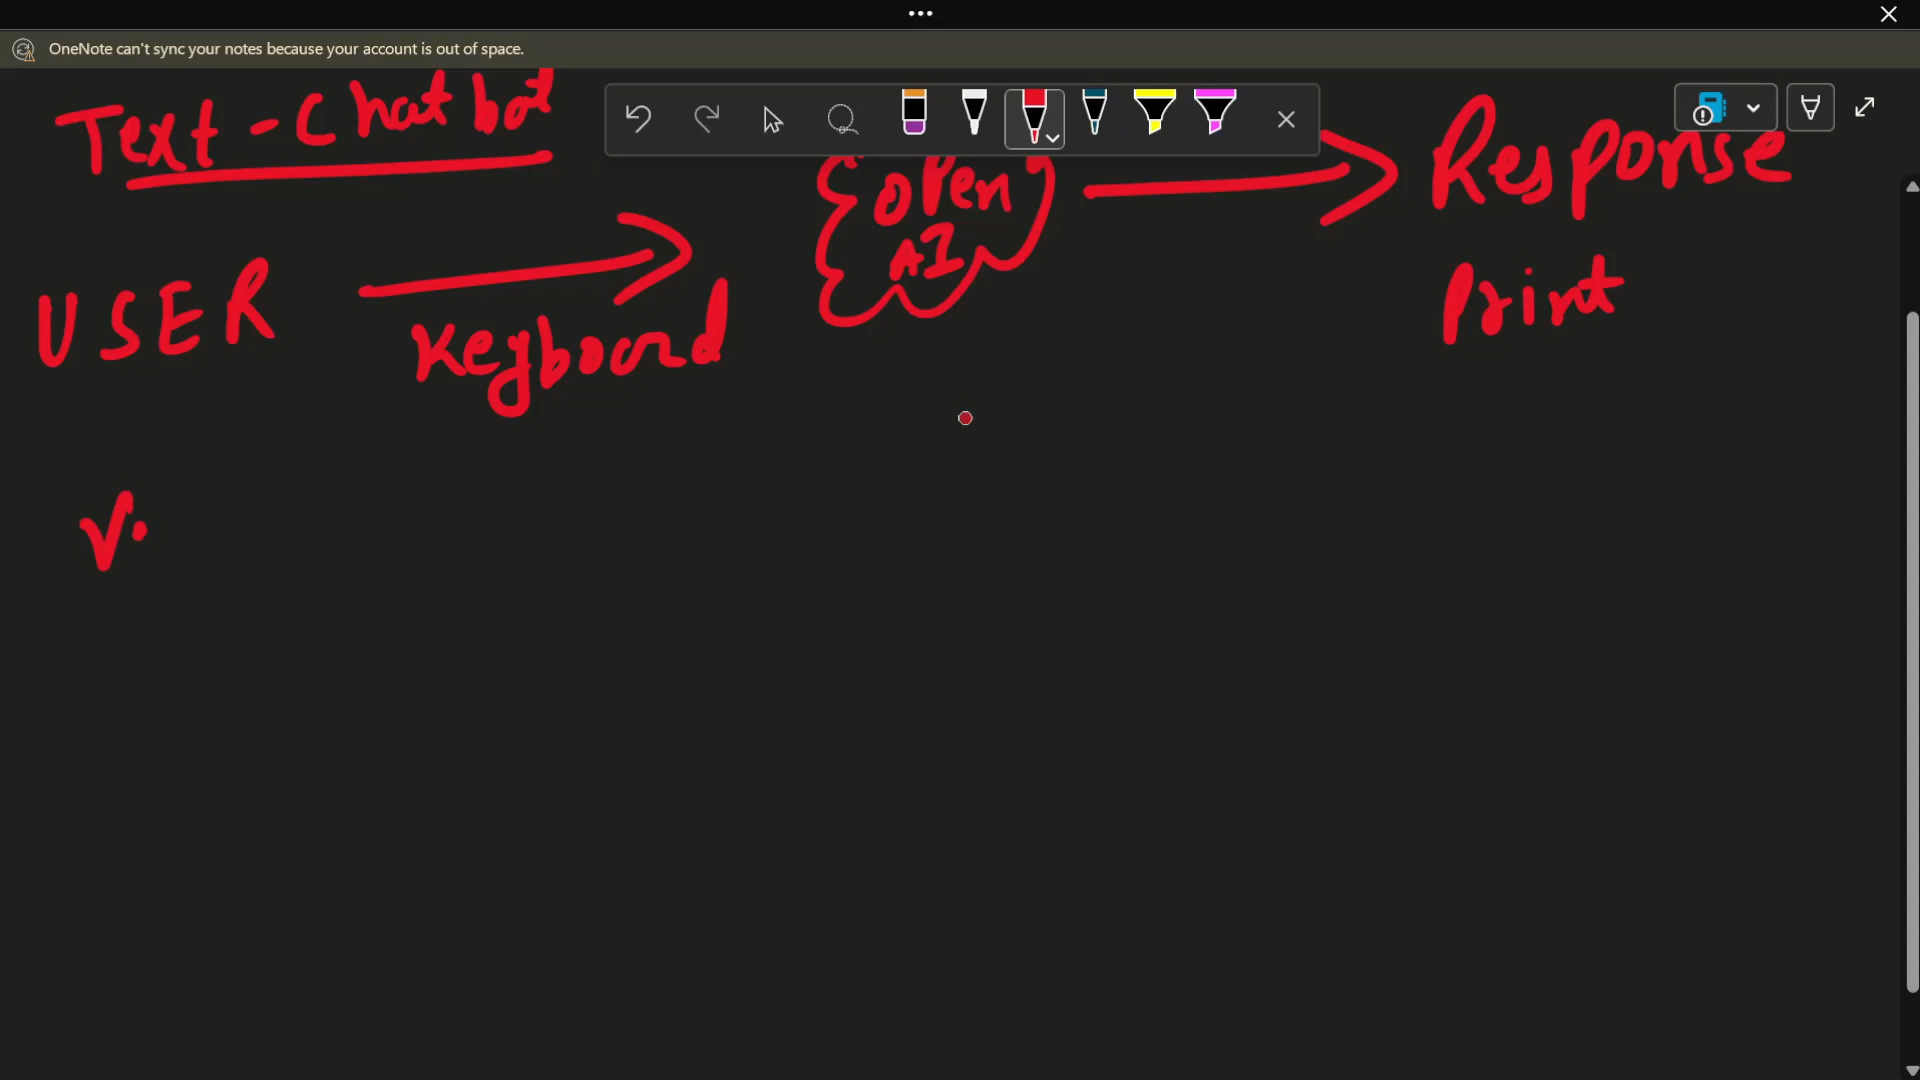 OneNote can't sync your notes because your account is out of space.
Text - Chat bot
USER
Keyboard
Open
AI
Response
Print